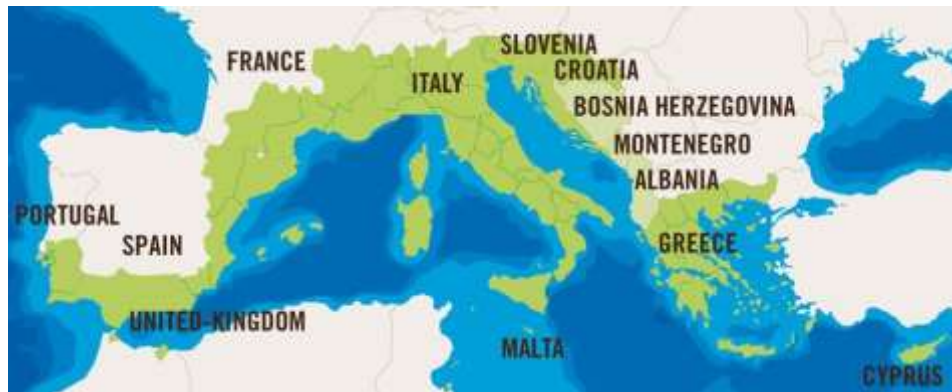 SLOVENIA
FRANCE
CROATIA
ITALY
BOSNIA HERZEGOVINA
MONTENEGRO
ALBANIA
PORTUGAL
SPAIN
GREECE
UNITED-KINGDOM
MALTA
CYPRUS